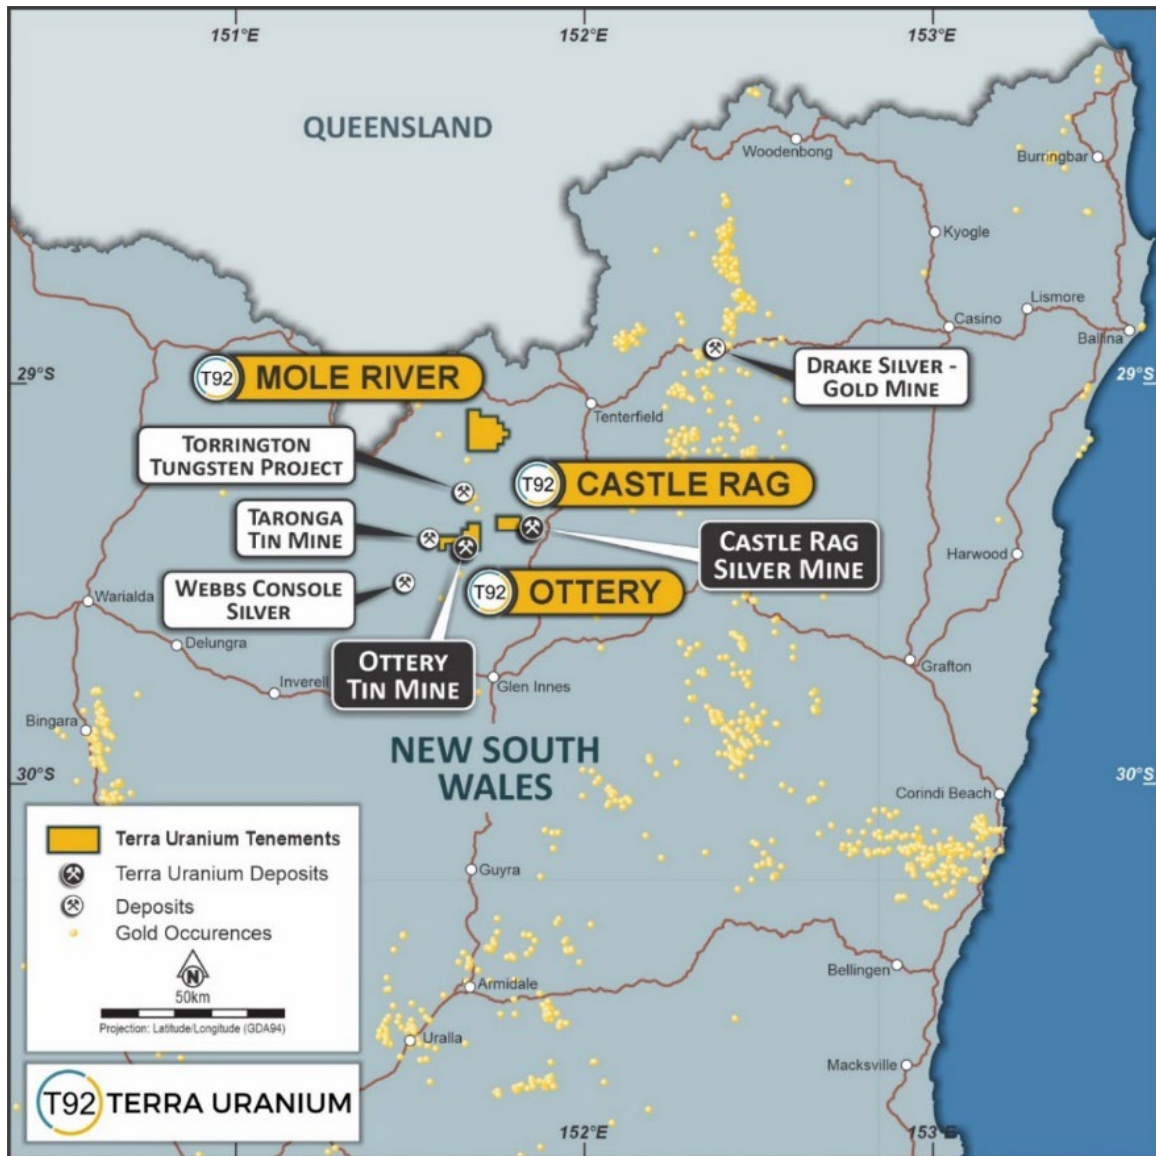 151°E
152°E
153°E
QUEENSLAND
Woodenbong
Burringbar
Kyogle
Lismore
Casino
Ballina
DRAKE SILVER -
GOLD MINE
29°S
29°S
T92 MOLE RIVER
Tenterfield
TORRINGTON
TUNGSTEN PROJECT
T92 CASTLE RAG
TARONGA
TIN MINE
CASTLE RAG
SILVER MINE
Harwood
WEBBS CONSOLE
SILVER
T92 OTTERY
Warialda
Delungra
OTTERY
TIN MINE
Grafton
Inverell
Glen Innes
Bingara
NEW SOUTH
WALES
30°S
30°S
Corindi Beach
Terra Uranium Tenements
Terra Uranium Deposits
Deposits
Gold Occurences
N
50km
Projection: Latitude/Longitude (GDA94)
Guyra
Armidale
Bellingen
Uralla
Macksville
T92 TERRA URANIUM
152°E
153°E